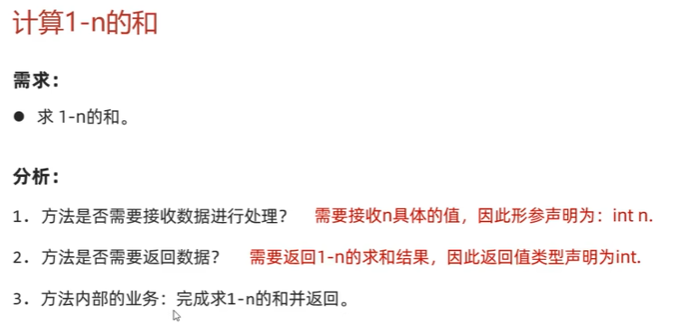 计算1-n的和
需求：
● 求 1-n的和。
分析：
1. 方法是否需要接收数据进行处理？ 需要接收n具体的值，因此形参声明为：int n.
2. 方法是否需要返回数据？ 需要返回1-n的求和结果，因此返回值类型声明为int.
3. 方法内部的业务：完成求1-n的和并返回。